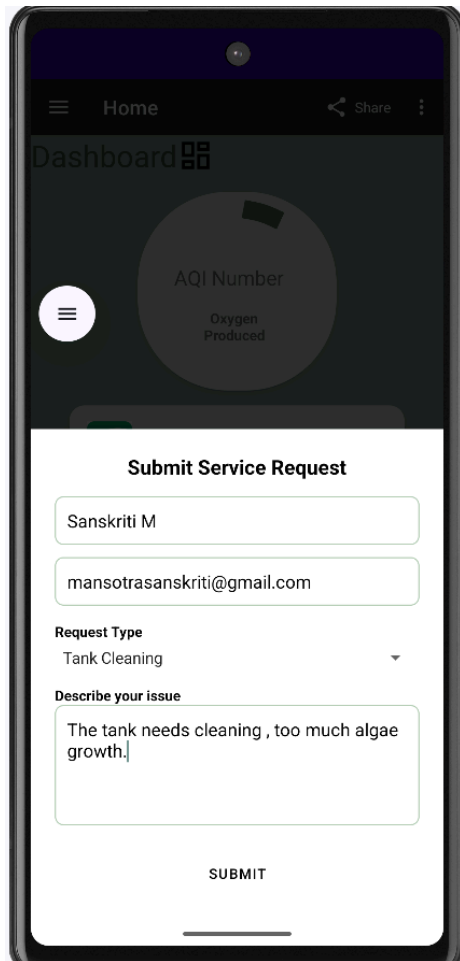 Home Share
Dashboard
AQI Number
Oxygen
Produced
Submit Service Request
Sanskriti M
mansotrasanskriti@gmail.com
Request Type
Tank Cleaning
Describe your issue
The tank needs cleaning , too much algae
growth.
SUBMIT